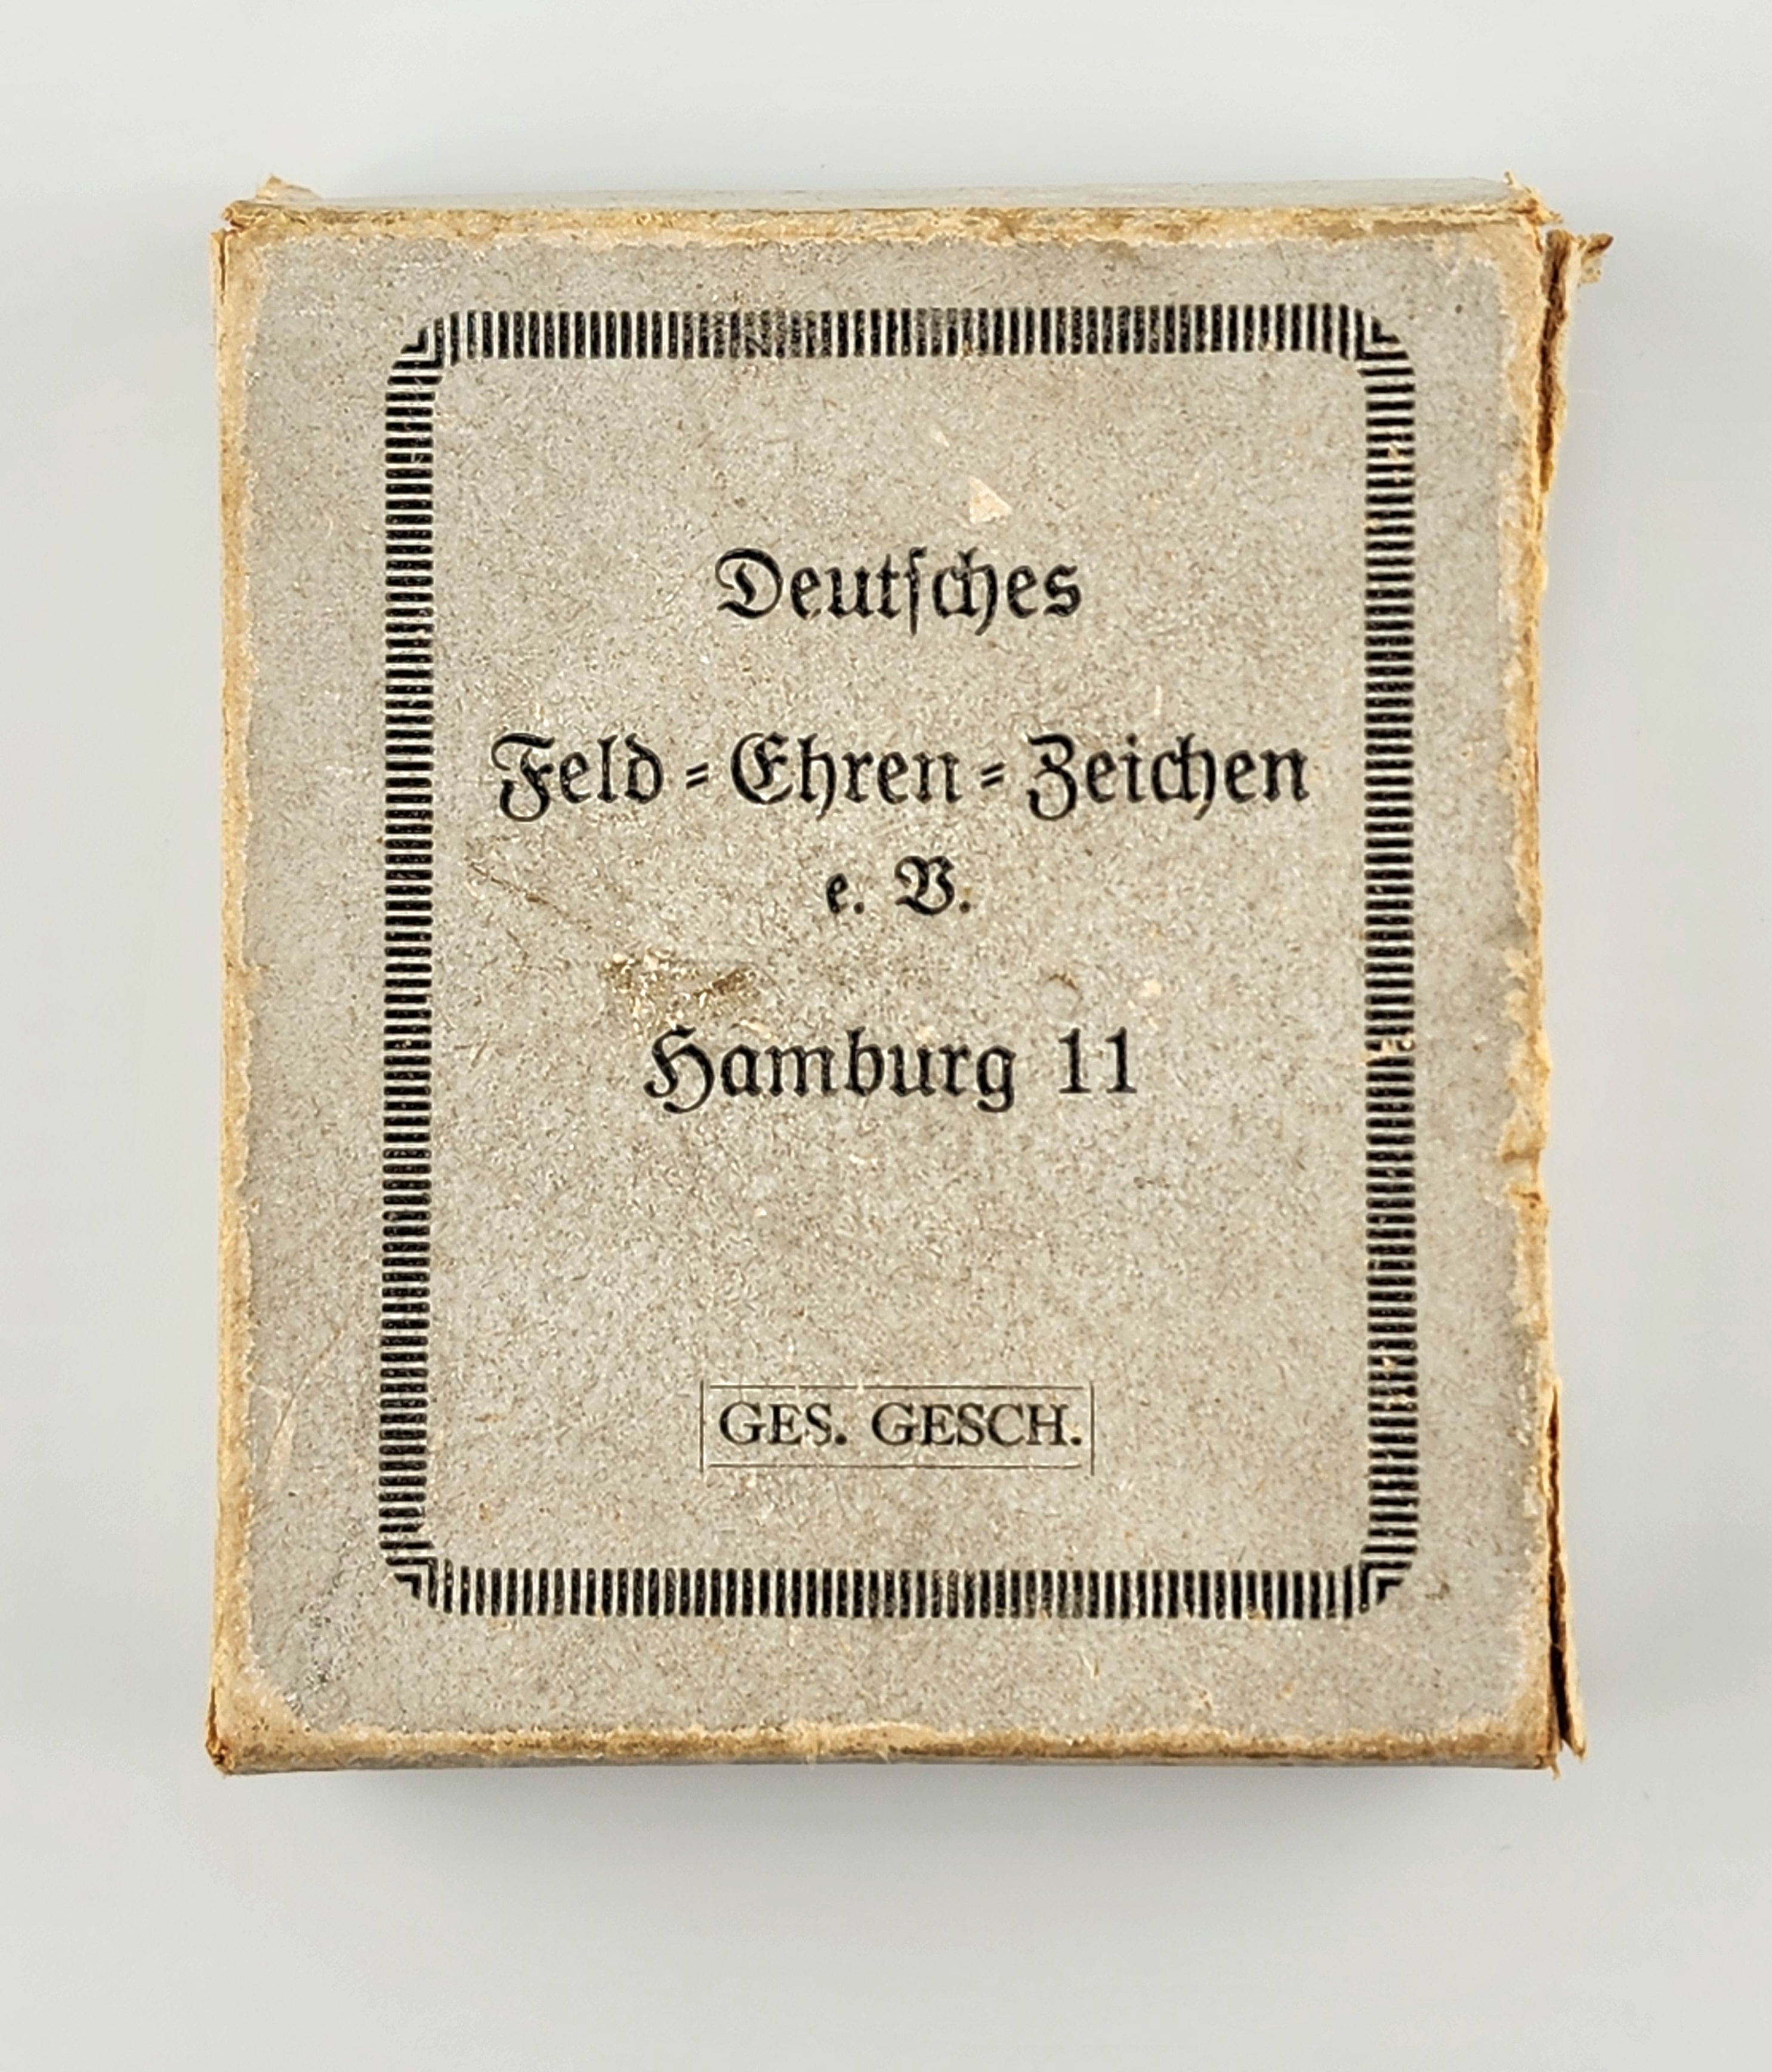 Deutſches
Feld-Ehren-Zeichen
e. V.
Hamburg 11
GES. GESCH.